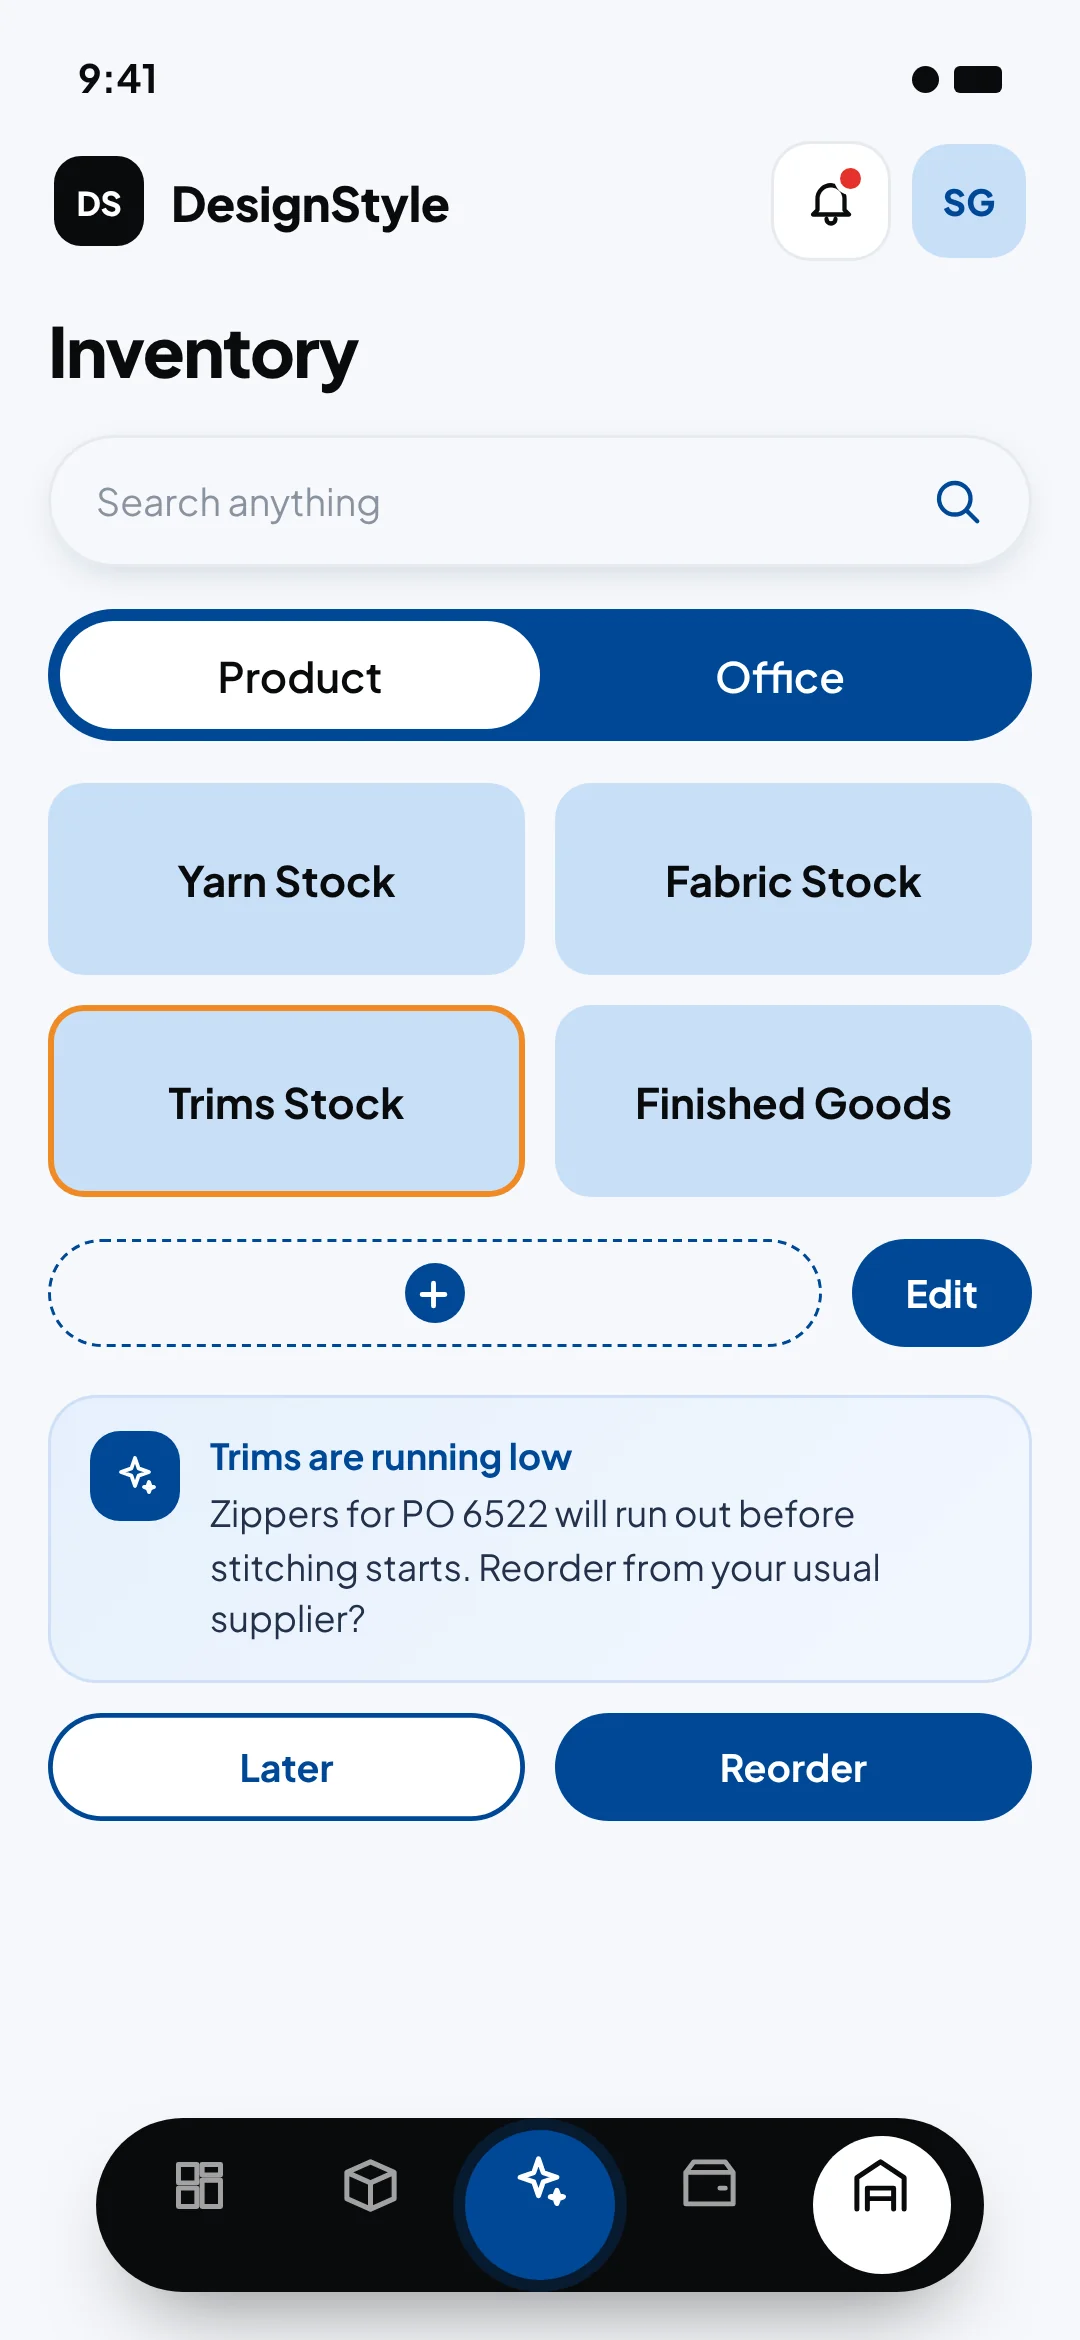 9:41
DS
DesignStyle
SG
Inventory
Search anything
Product
Office
Yarn Stock
Fabric Stock
Trims Stock
Finished Goods
Edit
Trims are running low
Zippers for PO 6522 will run out before
stitching starts. Reorder from your usual
supplier?
Later
Reorder